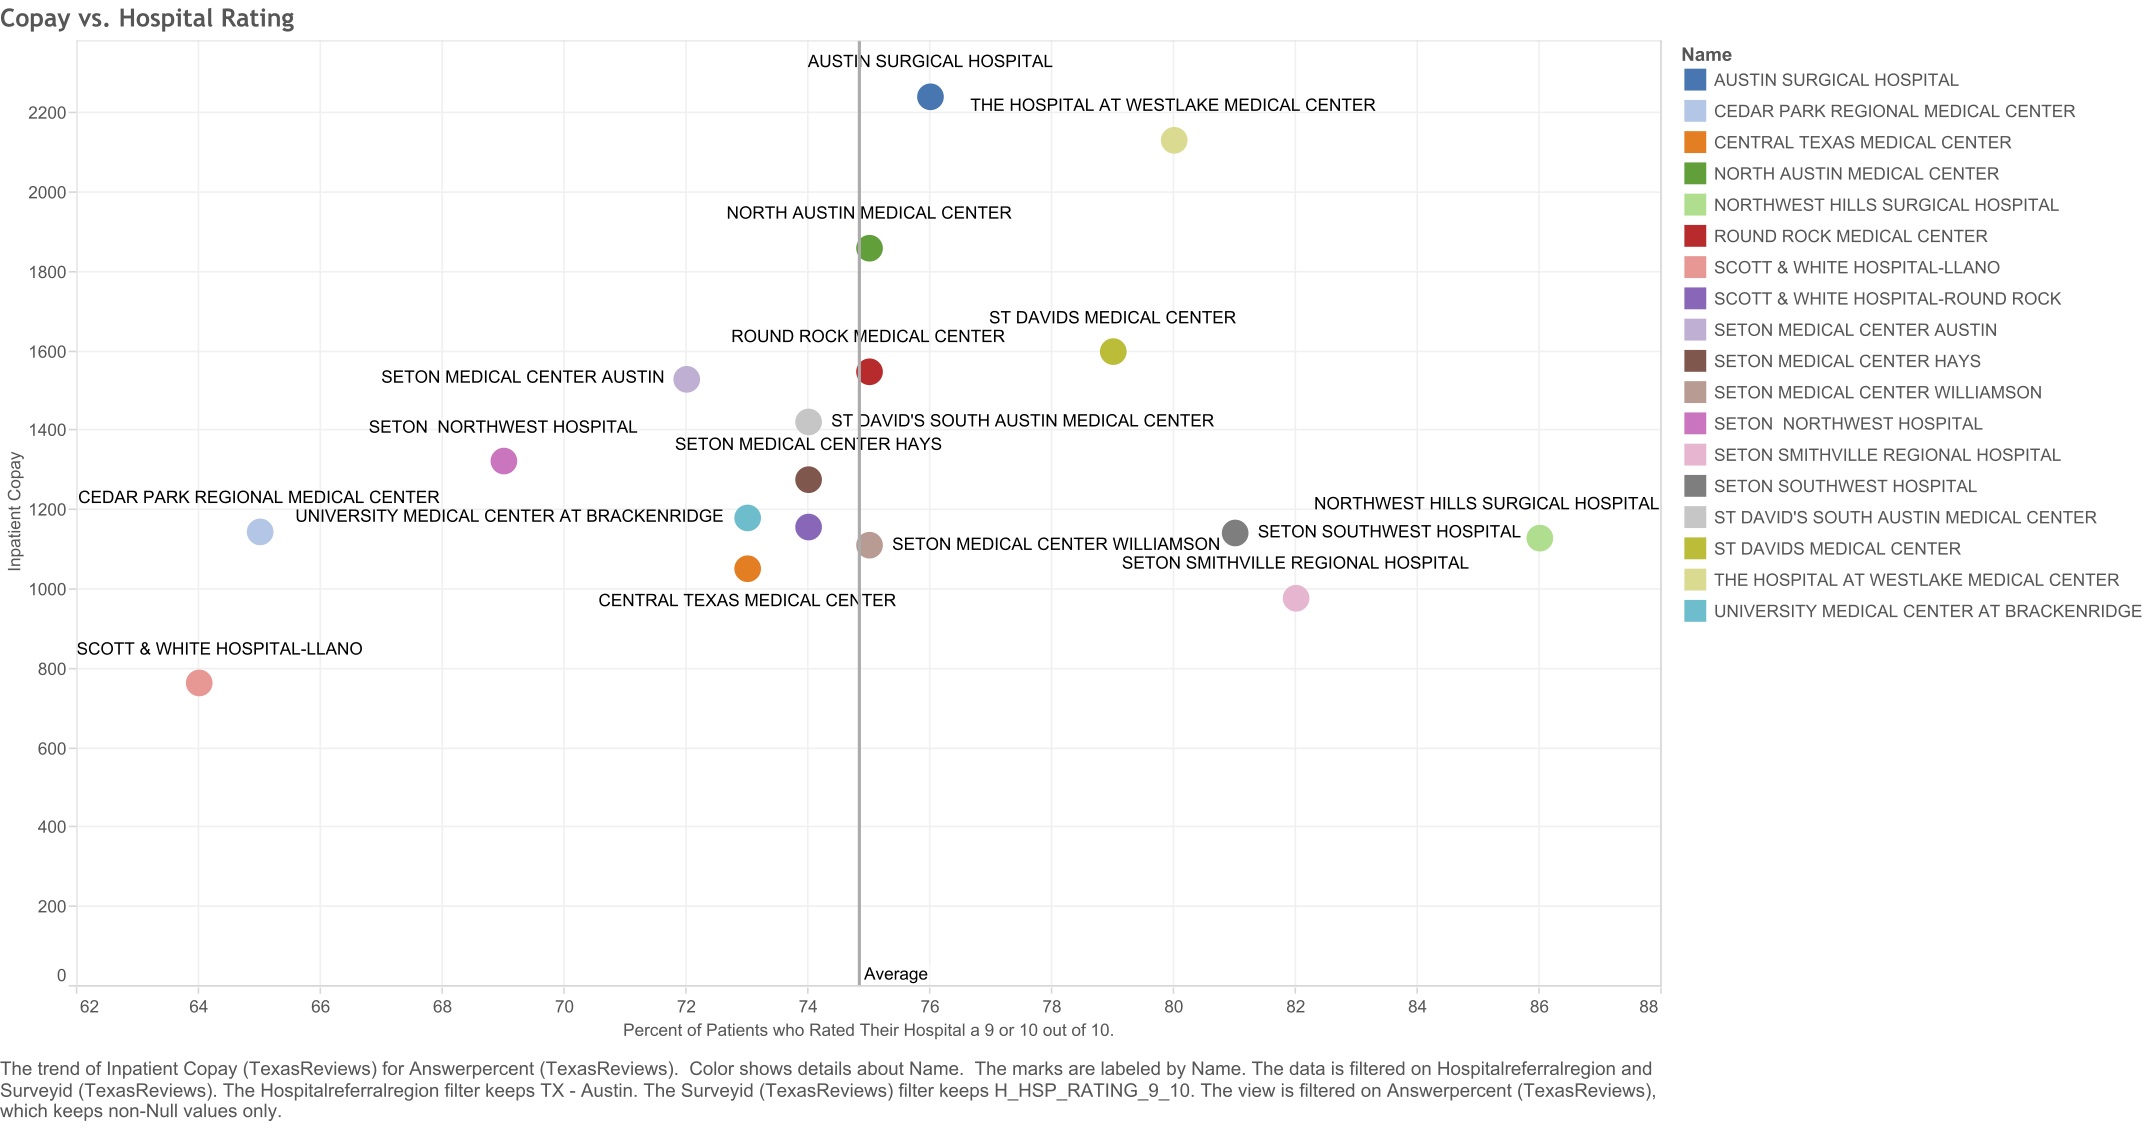 Copay vs. Hospital Rating
AUSTIN SURGICAL HOSPITAL
THE HOSPITAL AT WESTLAKE MEDICAL CENTER
NORTH AUSTIN MEDICAL CENTER
ST DAVIDS MEDICAL CENTER
ROUND ROCK MEDICAL CENTER
SETON MEDICAL CENTER AUSTIN
ST DAVID'S SOUTH AUSTIN MEDICAL CENTER
SETON  NORTHWEST HOSPITAL
SETON MEDICAL CENTER HAYS
CEDAR PARK REGIONAL MEDICAL CENTER
NORTHWEST HILLS SURGICAL HOSPITAL
UNIVERSITY MEDICAL CENTER AT BRACKENRIDGE
SETON SOUTHWEST HOSPITAL
SETON MEDICAL CENTER WILLIAMSON
SETON SMITHVILLE REGIONAL HOSPITAL
CENTRAL TEXAS MEDICAL CENTER
SCOTT & WHITE HOSPITAL-LLANO
Average
Inpatient Copay
2200
2000
1800
1600
1400
1200
1000
800
600
400
200
0
62 64 66 68 70 72 74 76 78 80 82 84 86 88
Percent of Patients who Rated Their Hospital a 9 or 10 out of 10.
Name
AUSTIN SURGICAL HOSPITAL
CEDAR PARK REGIONAL MEDICAL CENTER
CENTRAL TEXAS MEDICAL CENTER
NORTH AUSTIN MEDICAL CENTER
NORTHWEST HILLS SURGICAL HOSPITAL
ROUND ROCK MEDICAL CENTER
SCOTT & WHITE HOSPITAL-LLANO
SCOTT & WHITE HOSPITAL-ROUND ROCK
SETON MEDICAL CENTER AUSTIN
SETON MEDICAL CENTER HAYS
SETON MEDICAL CENTER WILLIAMSON
SETON  NORTHWEST HOSPITAL
SETON SMITHVILLE REGIONAL HOSPITAL
SETON SOUTHWEST HOSPITAL
ST DAVID'S SOUTH AUSTIN MEDICAL CENTER
ST DAVIDS MEDICAL CENTER
THE HOSPITAL AT WESTLAKE MEDICAL CENTER
UNIVERSITY MEDICAL CENTER AT BRACKENRIDGE
The trend of Inpatient Copay (TexasReviews) for Answerpercent (TexasReviews).  Color shows details about Name.  The marks are labeled by Name. The data is filtered on Hospitalreferralregion and
Surveyid (TexasReviews). The Hospitalreferralregion filter keeps TX - Austin. The Surveyid (TexasReviews) filter keeps H_HSP_RATING_9_10. The view is filtered on Answerpercent (TexasReviews),
which keeps non-Null values only.